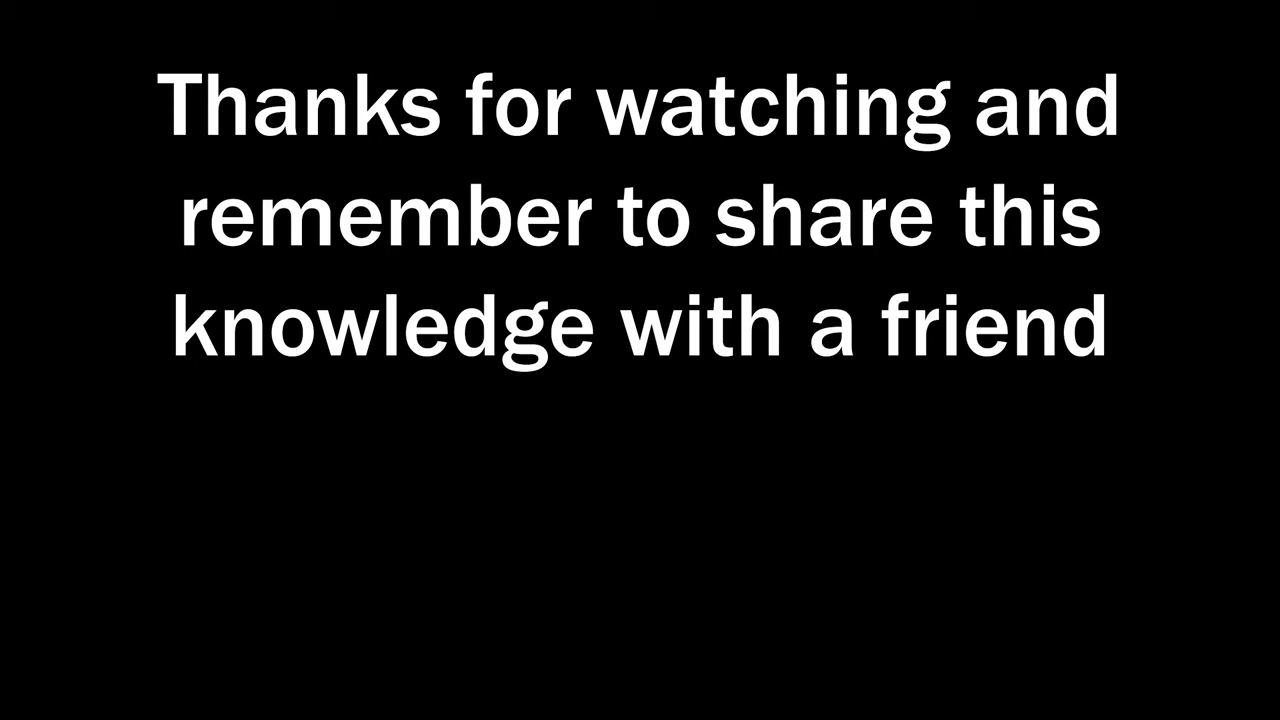 Thanks for watching and
remember to share this
knowledge with a friend